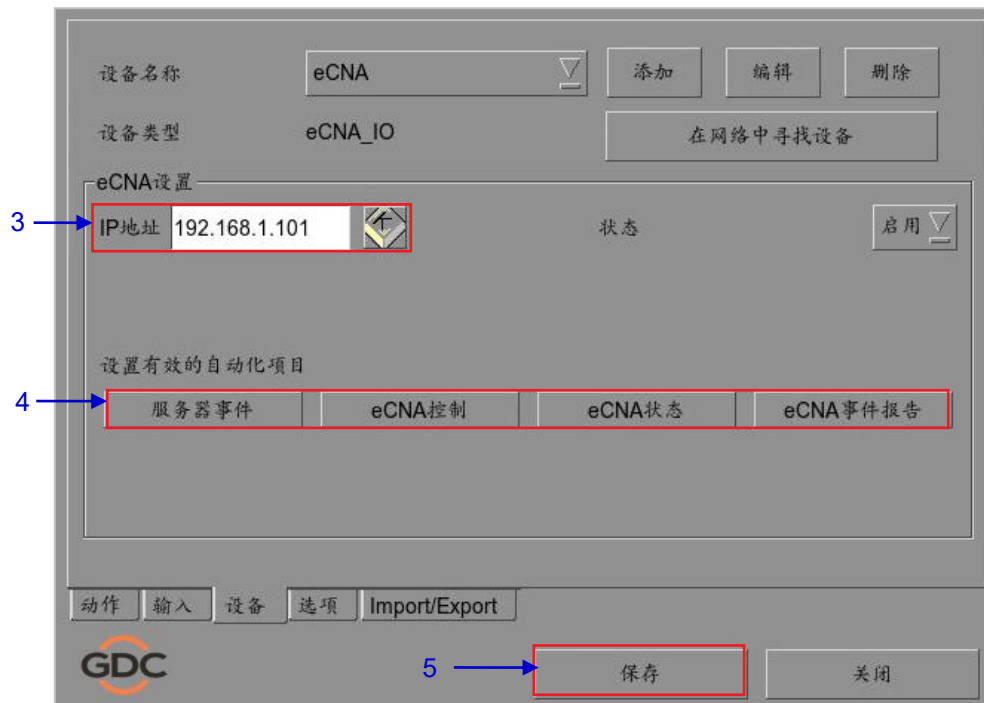 设备名称 eCNA 添加 编辑 删除
设备类型 eCNA_IO 在网络中寻找设备
eCNA设置
3 IP地址 192.168.1.101 状态 启用
设置有效的自动化项目
4 服务器事件 eCNA控制 eCNA状态 eCNA事件报告
动作 输入 设备 选项 Import/Export
GDC 5 保存 关闭